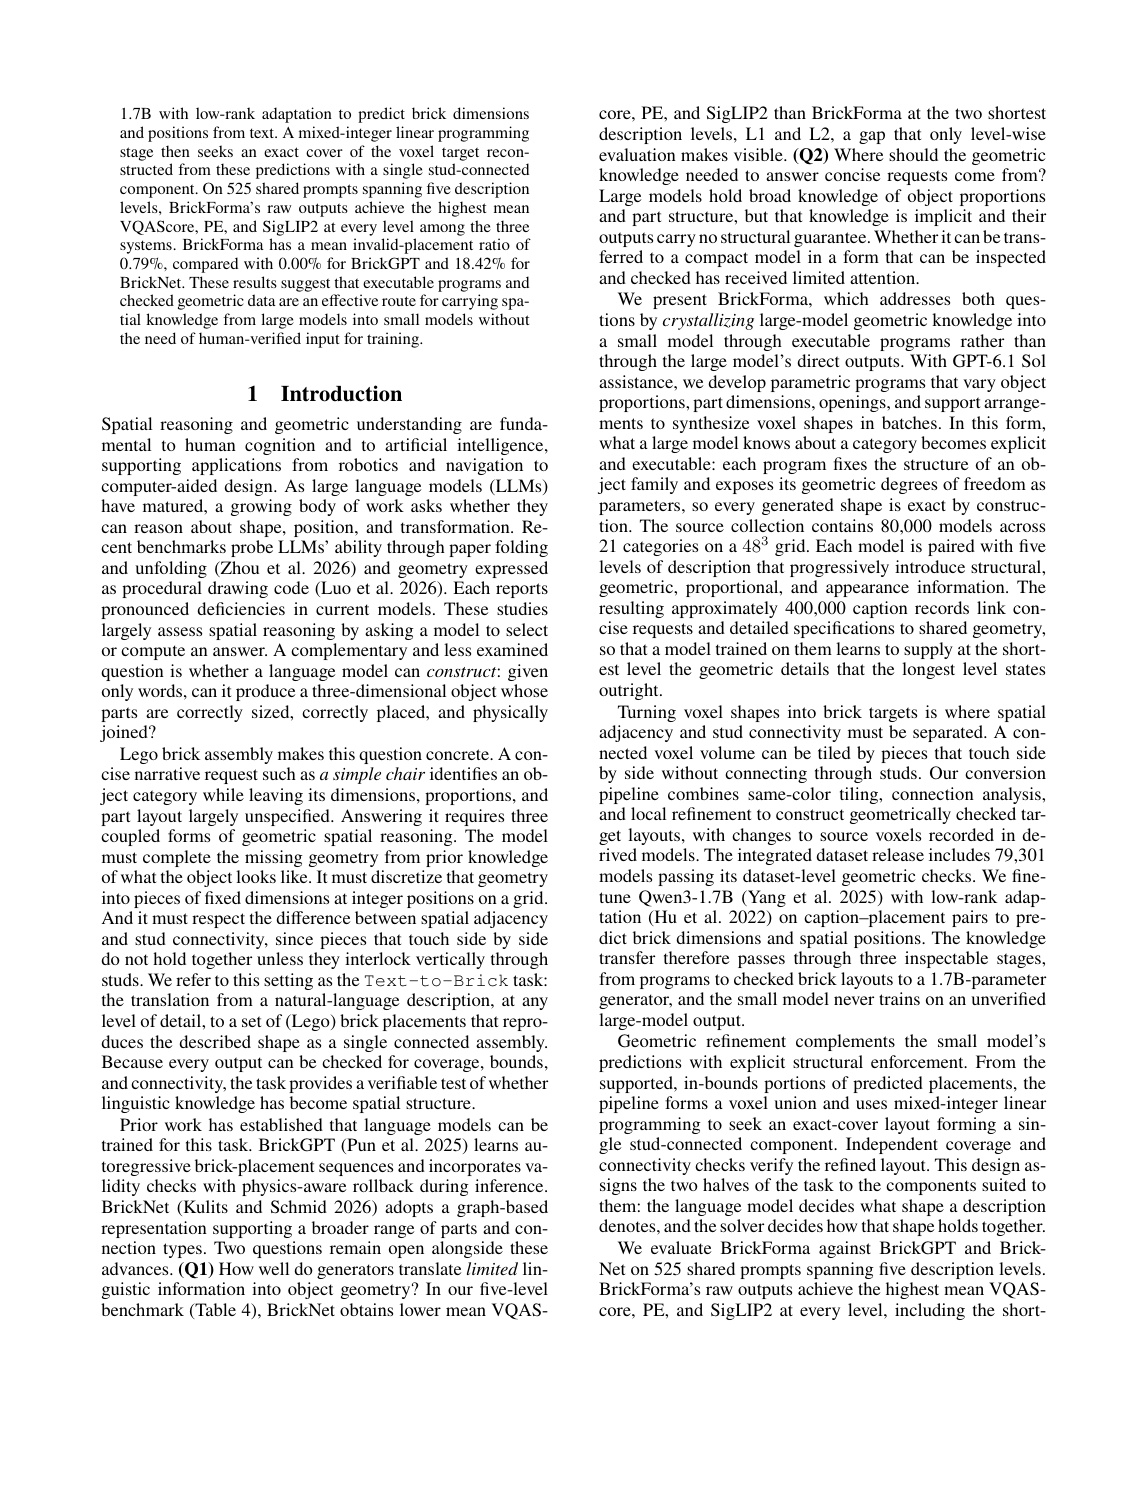 1.7B with low-rank adaptation to predict brick dimensions
and positions from text. A mixed-integer linear programming
stage then seeks an exact cover of the voxel target recon-
structed from these predictions with a single stud-connected
component. On 525 shared prompts spanning five description
levels, BrickForma's raw outputs achieve the highest mean
VQAScore, PE, and SigLIP2 at every level among the three
systems. BrickForma has a mean invalid-placement ratio of
0.79%, compared with 0.00% for BrickGPT and 18.42% for
BrickNet. These results suggest that executable programs and
checked geometric data are an effective route for carrying spa-
tial knowledge from large models into small models without
the need of human-verified input for training.
1 Introduction
Spatial reasoning and geometric understanding are funda-
mental to human cognition and to artificial intelligence,
supporting applications from robotics and navigation to
computer-aided design. As large language models (LLMs)
have matured, a growing body of work asks whether they
can reason about shape, position, and transformation. Re-
cent benchmarks probe LLMs' ability through paper folding
and unfolding (Zhou et al. 2026) and geometry expressed
as procedural drawing code (Luo et al. 2026). Each reports
pronounced deficiencies in current models. These studies
largely assess spatial reasoning by asking a model to select
or compute an answer. A complementary and less examined
question is whether a language model can construct: given
only words, can it produce a three-dimensional object whose
parts are correctly sized, correctly placed, and physically
joined?
Lego brick assembly makes this question concrete. A con-
cise narrative request such as a simple chair identifies an ob-
ject category while leaving its dimensions, proportions, and
part layout largely unspecified. Answering it requires three
coupled forms of geometric spatial reasoning. The model
must complete the missing geometry from prior knowledge
of what the object looks like. It must discretize that geometry
into pieces of fixed dimensions at integer positions on a grid.
And it must respect the difference between spatial adjacency
and stud connectivity, since pieces that touch side by side
do not hold together unless they interlock vertically through
studs. We refer to this setting as the Text-to-Brick task:
the translation from a natural-language description, at any
level of detail, to a set of (Lego) brick placements that repro-
duces the described shape as a single connected assembly.
Because every output can be checked for coverage, bounds,
and connectivity, the task provides a verifiable test of whether
linguistic knowledge has become spatial structure.
Prior work has established that language models can be
trained for this task. BrickGPT (Pun et al. 2025) learns au-
toregressive brick-placement sequences and incorporates va-
lidity checks with physics-aware rollback during inference.
BrickNet (Kulits and Schmid 2026) adopts a graph-based
representation supporting a broader range of parts and con-
nection types. Two questions remain open alongside these
advances. (Q1) How well do generators translate limited lin-
guistic information into object geometry? In our five-level
benchmark (Table 4), BrickNet obtains lower mean VQAS-
core, PE, and SigLIP2 than BrickForma at the two shortest
description levels, L1 and L2, a gap that only level-wise
evaluation makes visible. (Q2) Where should the geometric
knowledge needed to answer concise requests come from?
Large models hold broad knowledge of object proportions
and part structure, but that knowledge is implicit and their
outputs carry no structural guarantee. Whether it can be trans-
ferred to a compact model in a form that can be inspected
and checked has received limited attention.
We present BrickForma, which addresses both ques-
tions by crystallizing large-model geometric knowledge into
a small model through executable programs rather than
through the large model's direct outputs. With GPT-6.1 Sol
assistance, we develop parametric programs that vary object
proportions, part dimensions, openings, and support arrange-
ments to synthesize voxel shapes in batches. In this form,
what a large model knows about a category becomes explicit
and executable: each program fixes the structure of an ob-
ject family and exposes its geometric degrees of freedom as
parameters, so every generated shape is exact by construc-
tion. The source collection contains 80,000 models across
21 categories on a 48³ grid. Each model is paired with five
levels of description that progressively introduce structural,
geometric, proportional, and appearance information. The
resulting approximately 400,000 caption records link con-
cise requests and detailed specifications to shared geometry,
so that a model trained on them learns to supply at the short-
est level the geometric details that the longest level states
outright.
Turning voxel shapes into brick targets is where spatial
adjacency and stud connectivity must be separated. A con-
nected voxel volume can be tiled by pieces that touch side
by side without connecting through studs. Our conversion
pipeline combines same-color tiling, connection analysis,
and local refinement to construct geometrically checked tar-
get layouts, with changes to source voxels recorded in de-
rived models. The integrated dataset release includes 79,301
models passing its dataset-level geometric checks. We fine-
tune Qwen3-1.7B (Yang et al. 2025) with low-rank adap-
tation (Hu et al. 2022) on caption–placement pairs to pre-
dict brick dimensions and spatial positions. The knowledge
transfer therefore passes through three inspectable stages,
from programs to checked brick layouts to a 1.7B-parameter
generator, and the small model never trains on an unverified
large-model output.
Geometric refinement complements the small model's
predictions with explicit structural enforcement. From the
supported, in-bounds portions of predicted placements, the
pipeline forms a voxel union and uses mixed-integer linear
programming to seek an exact-cover layout forming a sin-
gle stud-connected component. Independent coverage and
connectivity checks verify the refined layout. This design as-
signs the two halves of the task to the components suited to
them: the language model decides what shape a description
denotes, and the solver decides how that shape holds together.
We evaluate BrickForma against BrickGPT and Brick-
Net on 525 shared prompts spanning five description levels.
BrickForma's raw outputs achieve the highest mean VQAS-
core, PE, and SigLIP2 at every level, including the short-